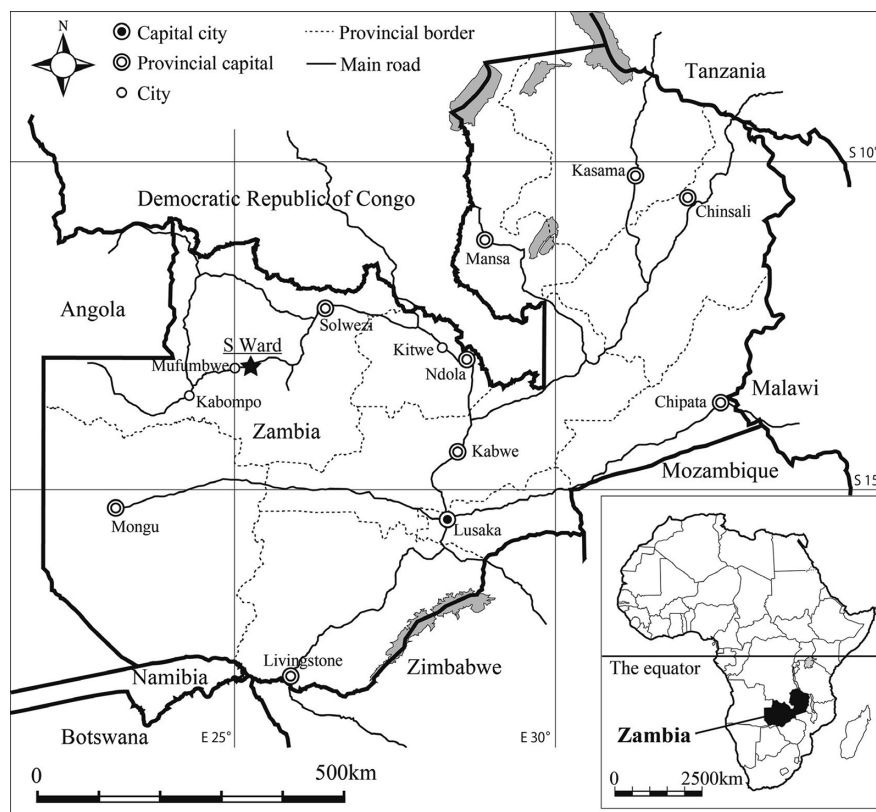 N
Capital city
Provincial capital
City
Provincial border
Main road
Tanzania
S 10°
Kasama
Chinsali
Democratic Republic of Congo
Mansa
Angola
Solwezi
S Ward
Kitwe
Mufumbwe
Ndola
Kabompo
Malawi
Chipata
Zambia
Kabwe
Mozambique
S 15°
Mongu
Lusaka
Livingstone
Zimbabwe
Namibia
Botswana
E 25°
E 30°
0
500km
The equator
Zambia
0
2500km